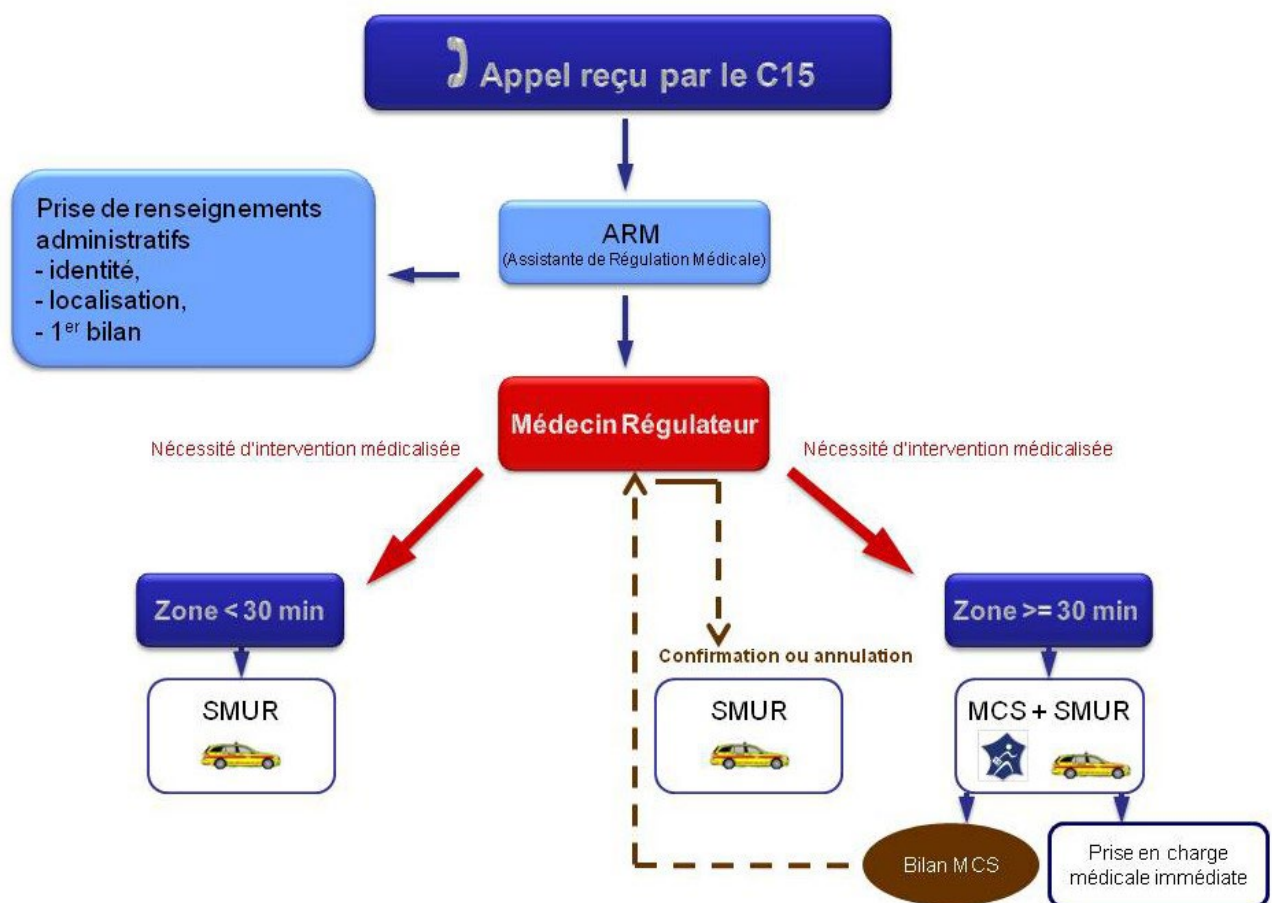 Appel reçu par le C15
Prise de renseignements
administratifs
- identité,
- localisation,
- 1er bilan
ARM
(Assistante de Régulation Médicale)
Médecin Régulateur
Nécessité d'intervention médicalisée
Nécessité d'intervention médicalisée
Zone < 30 min
Zone >= 30 min
Confirmation ou annulation
SMUR
SMUR
MCS + SMUR
Bilan MCS
Prise en charge
médicale immédiate